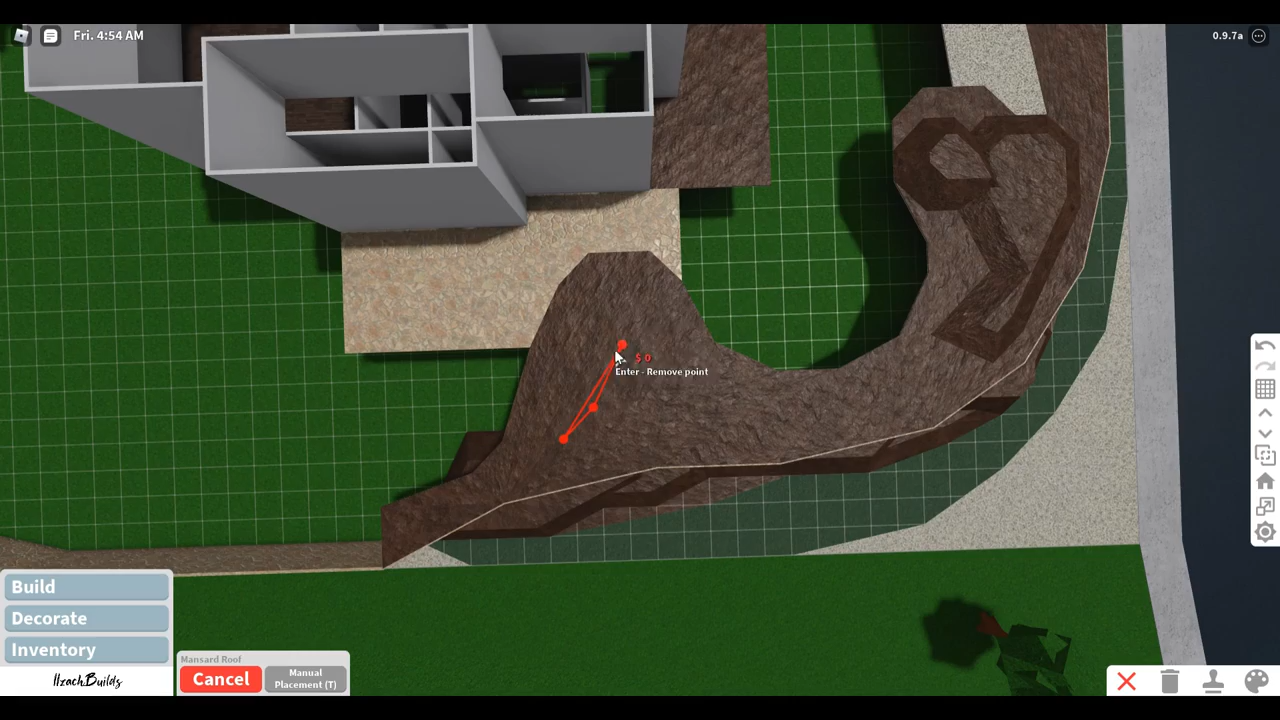 Fri. 4:54 AM
0.9.7a
$ 0
Enter - Remove point
Build
Decorate
Inventory
IIzachBuilds
Mansard Roof
Cancel
Manual
Placement (T)